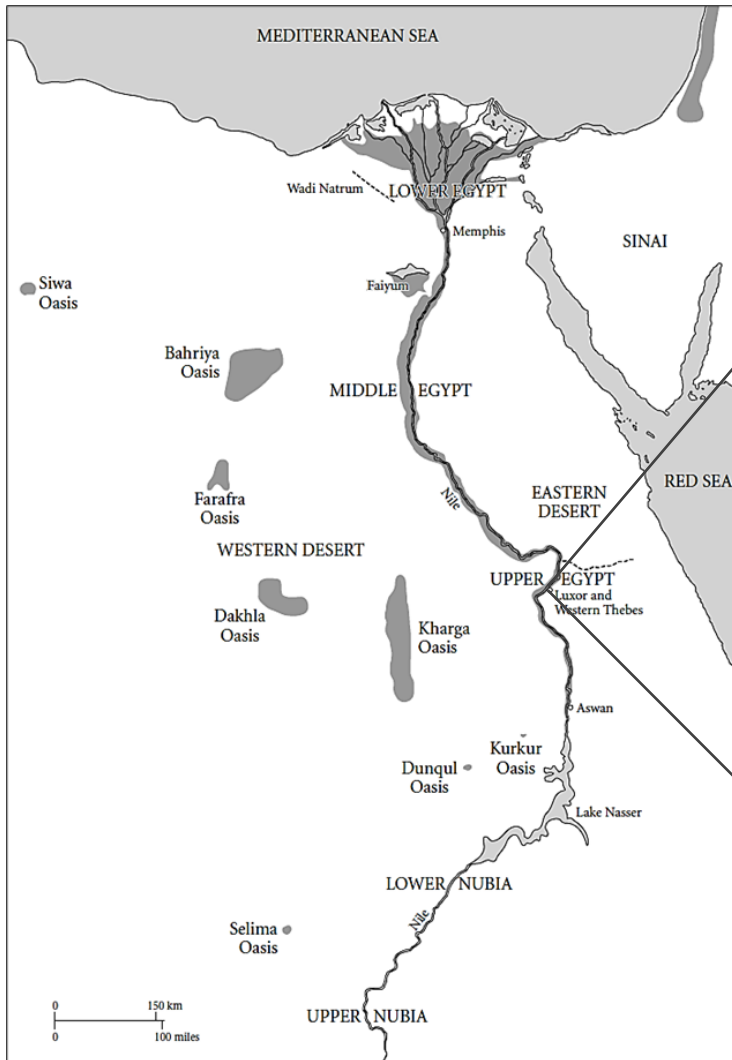 MEDITERRANEAN SEA
Wadi Natrum
LOWER EGYPT
Memphis
SINAI
Siwa
Oasis
Faiyum
Bahriya
Oasis
MIDDLE EGYPT
RED SEA
EASTERN
DESERT
Farafra
Oasis
Nile
WESTERN DESERT
UPPER EGYPT
Luxor and
Western Thebes
Dakhla
Oasis
Kharga
Oasis
Aswan
Kurkur
Oasis
Dunqul
Oasis
Lake Nasser
LOWER NUBIA
Nile
Selima
Oasis
UPPER NUBIA
0 150 km
0 100 miles